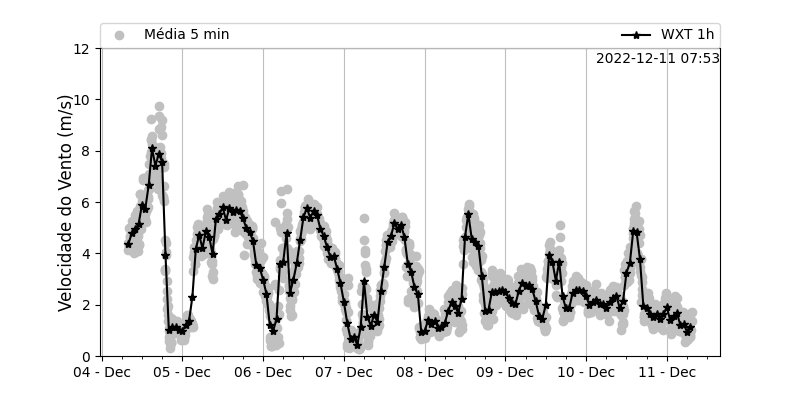 Média 5 min
WXT 1h
2022-12-11 07:53
Velocidade do Vento (m/s)
12
10
8
6
4
2
0
04 - Dec
05 - Dec
06 - Dec
07 - Dec
08 - Dec
09 - Dec
10 - Dec
11 - Dec